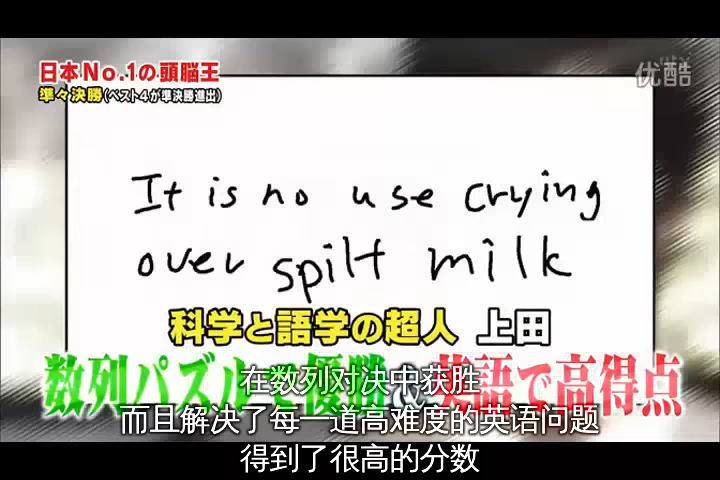 日本No.1の頭脳王
準々決勝(ベスト4が準決勝進出)
优酷
It is no use crying
over spilt milk
科学と語学の超人 上田
数列パズルで優勝&英語で高得点
在数列对决中获胜
而且解决了每一道高难度的英语问题
得到了很高的分数